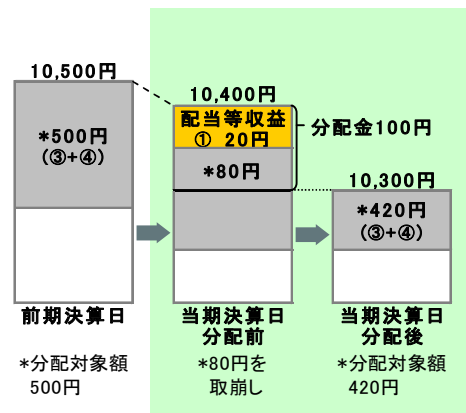 10,500円
*500円
(③+④)
前期決算日
*分配対象額
500円
10,400円
配当等収益
① 20円
*80円
分配金100円
当期決算日
分配前
*80円を
取崩し
10,300円
*420円
(③+④)
当期決算日
分配後
*分配対象額
420円